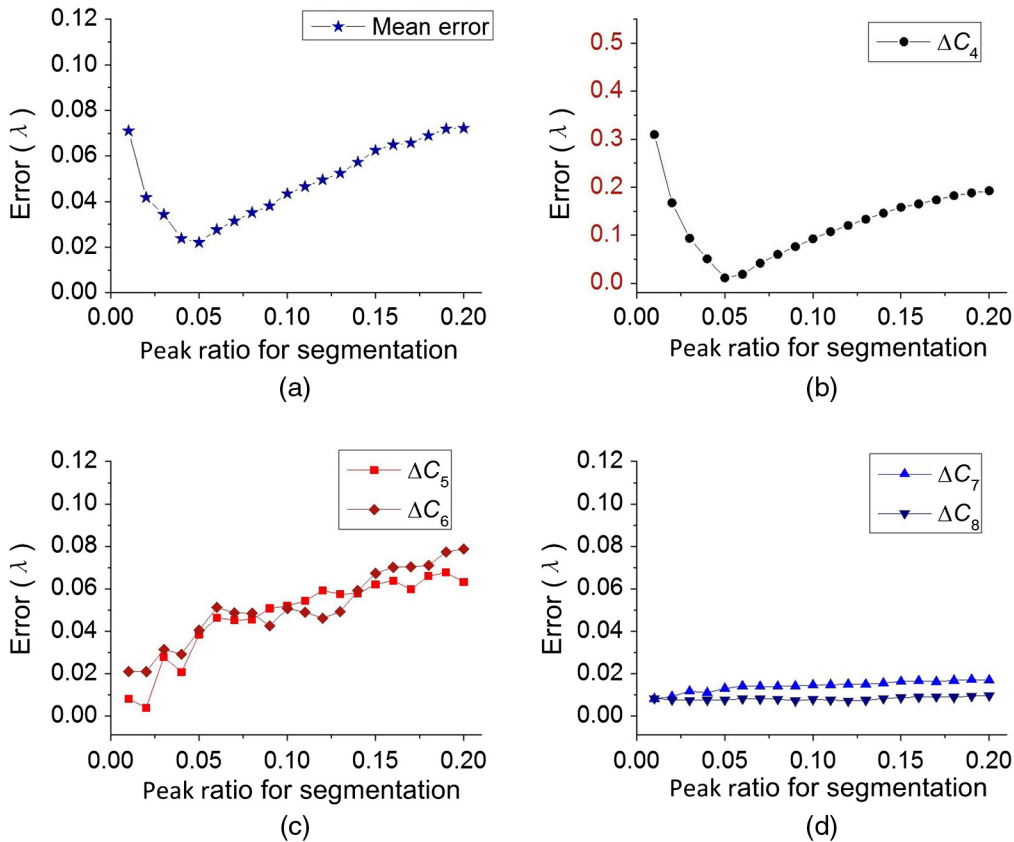 0.12
0.10
0.08
0.06
0.04
0.02
0.00
Error ( λ )
Mean error
0.00 0.05 0.10 0.15 0.20
Peak ratio for segmentation
(a)
0.5
0.4
0.3
0.2
0.1
0.0
Error ( λ )
ΔC4
0.00 0.05 0.10 0.15 0.20
Peak ratio for segmentation
(b)
0.12
0.10
0.08
0.06
0.04
0.02
0.00
Error ( λ )
ΔC5
ΔC6
0.00 0.05 0.10 0.15 0.20
Peak ratio for segmentation
(c)
0.12
0.10
0.08
0.06
0.04
0.02
0.00
Error ( λ )
ΔC7
ΔC8
0.00 0.05 0.10 0.15 0.20
Peak ratio for segmentation
(d)